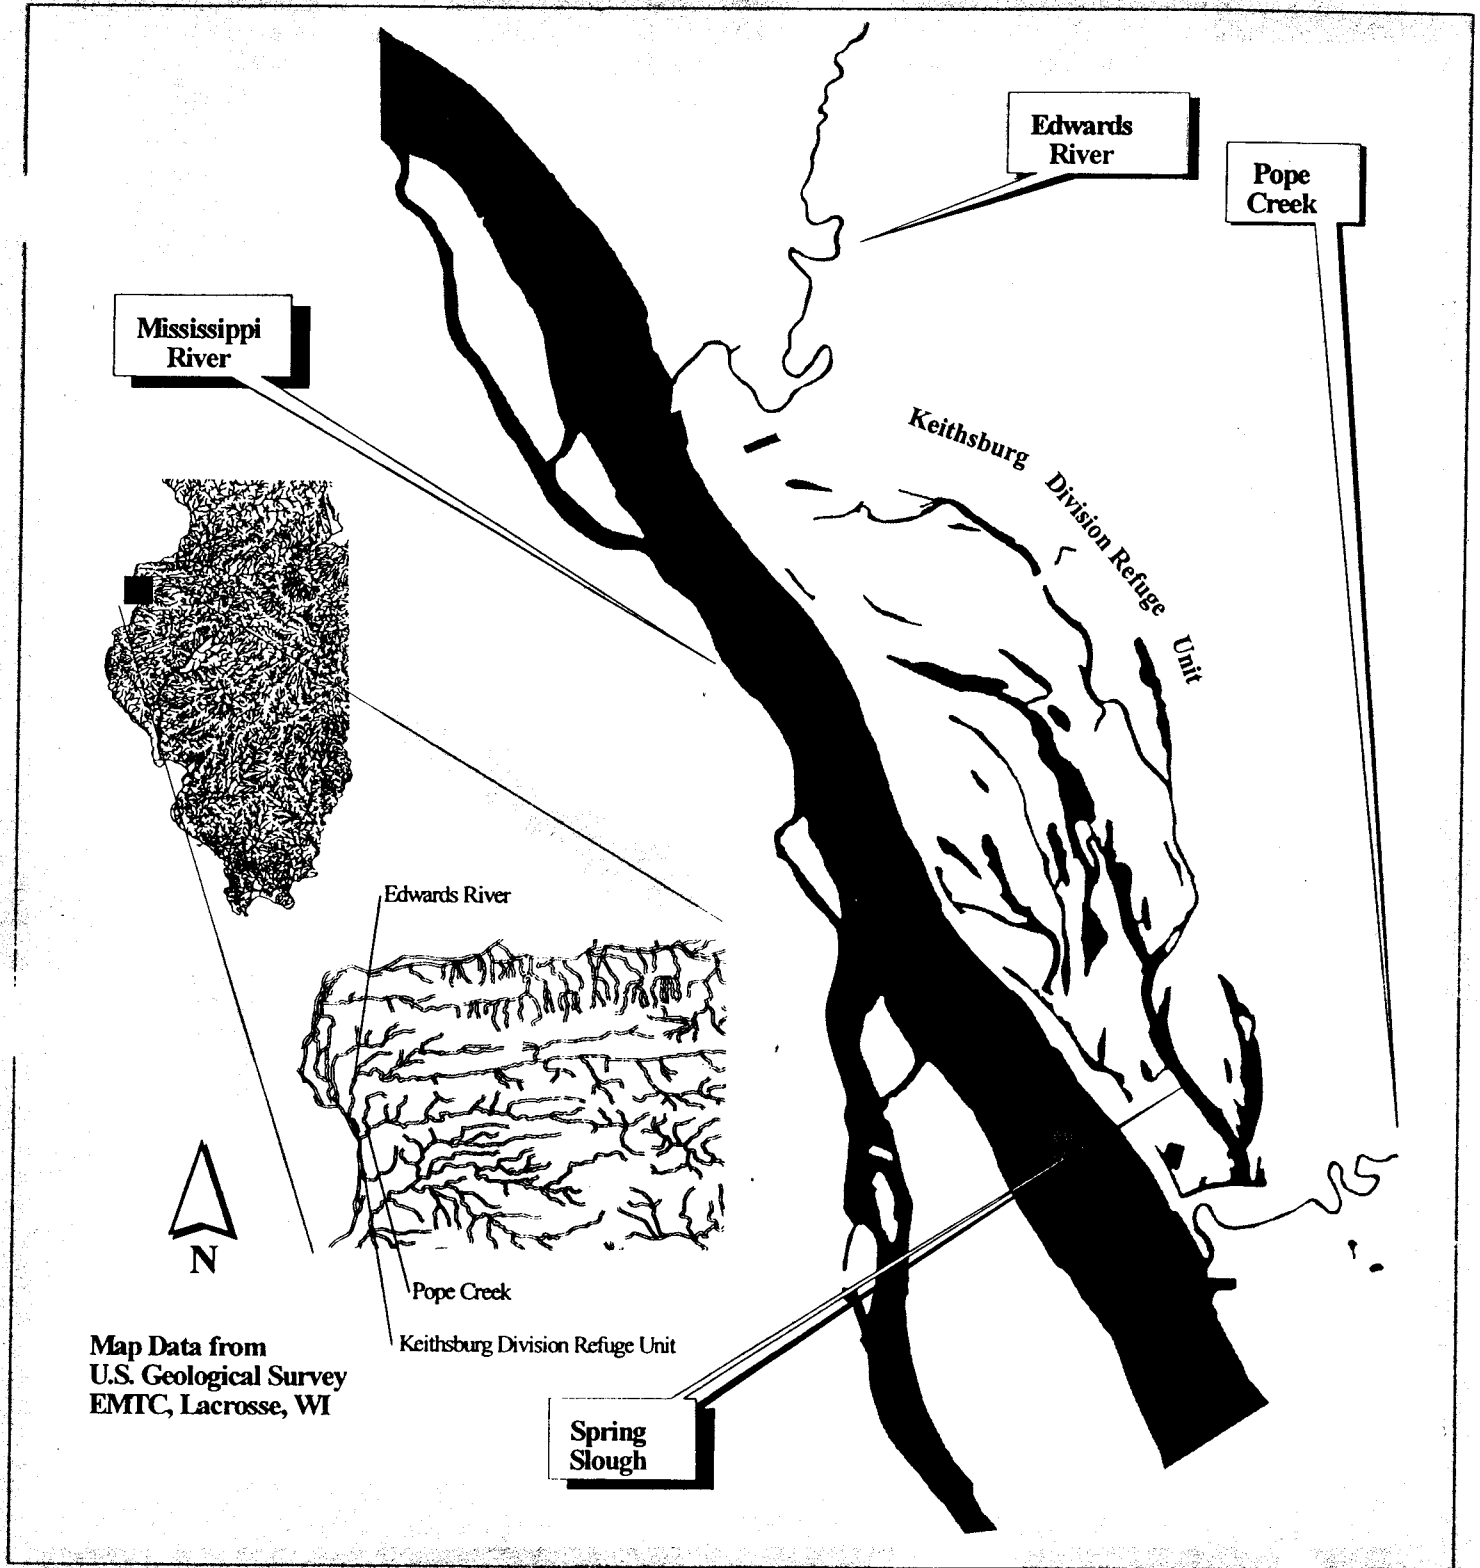 Edwards
River
Pope
Creek
Mississippi
River
Keithsburg Division Refuge Unit
Edwards River
N
Pope Creek
Keithsburg Division Refuge Unit
Map Data from
U.S. Geological Survey
EMTC, Lacrosse, WI
Spring
Slough